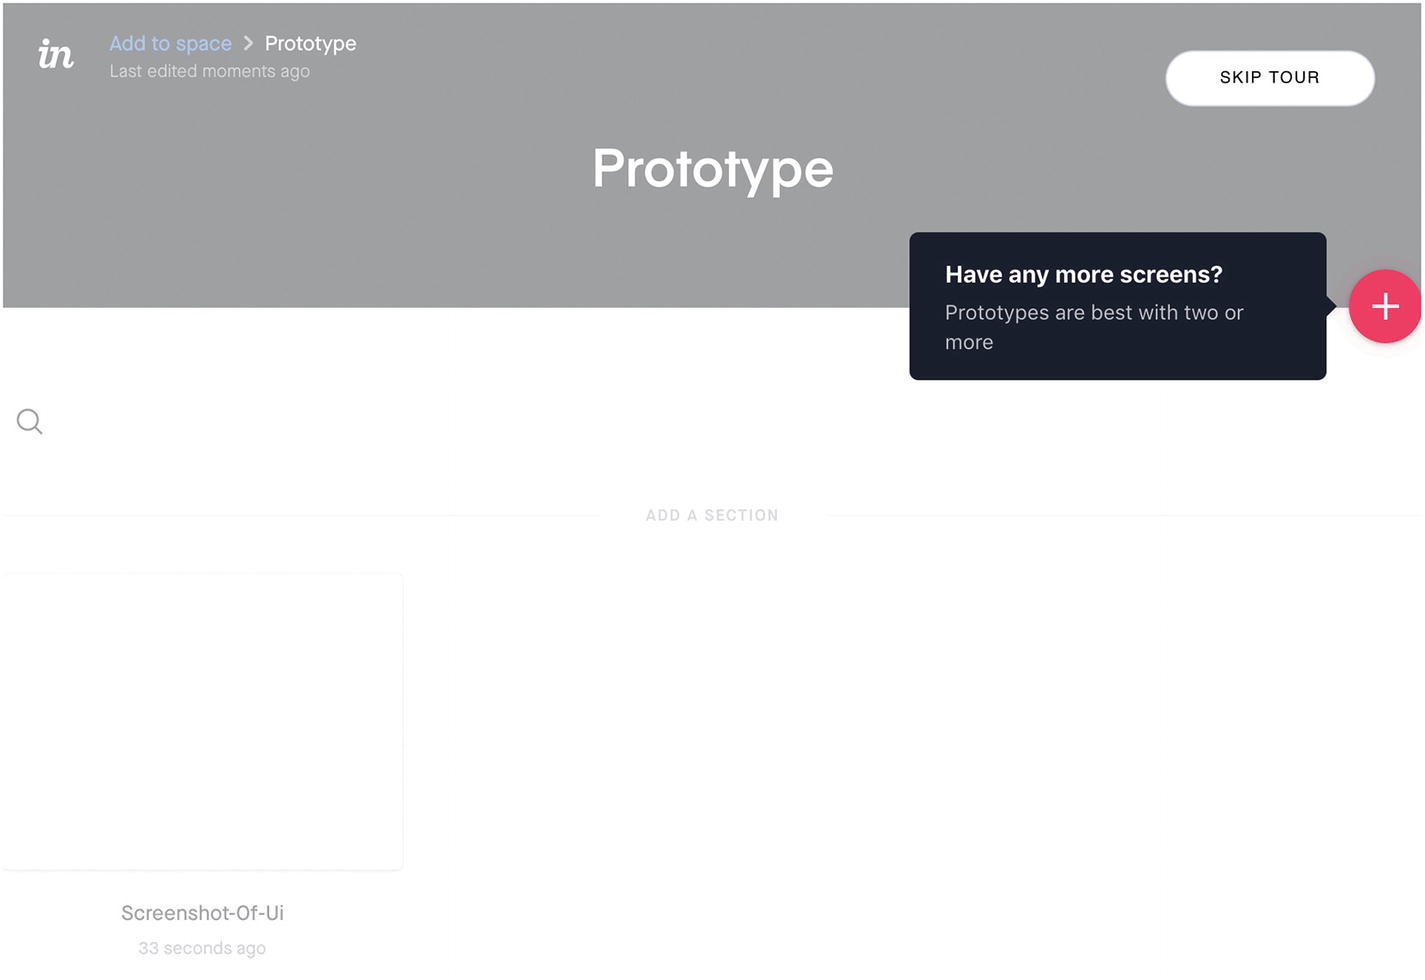 in
Add to space > Prototype
Last edited moments ago
SKIP TOUR
Prototype
Have any more screens?
Prototypes are best with two or
more
ADD A SECTION
Screenshot-Of-Ui
33 seconds ago